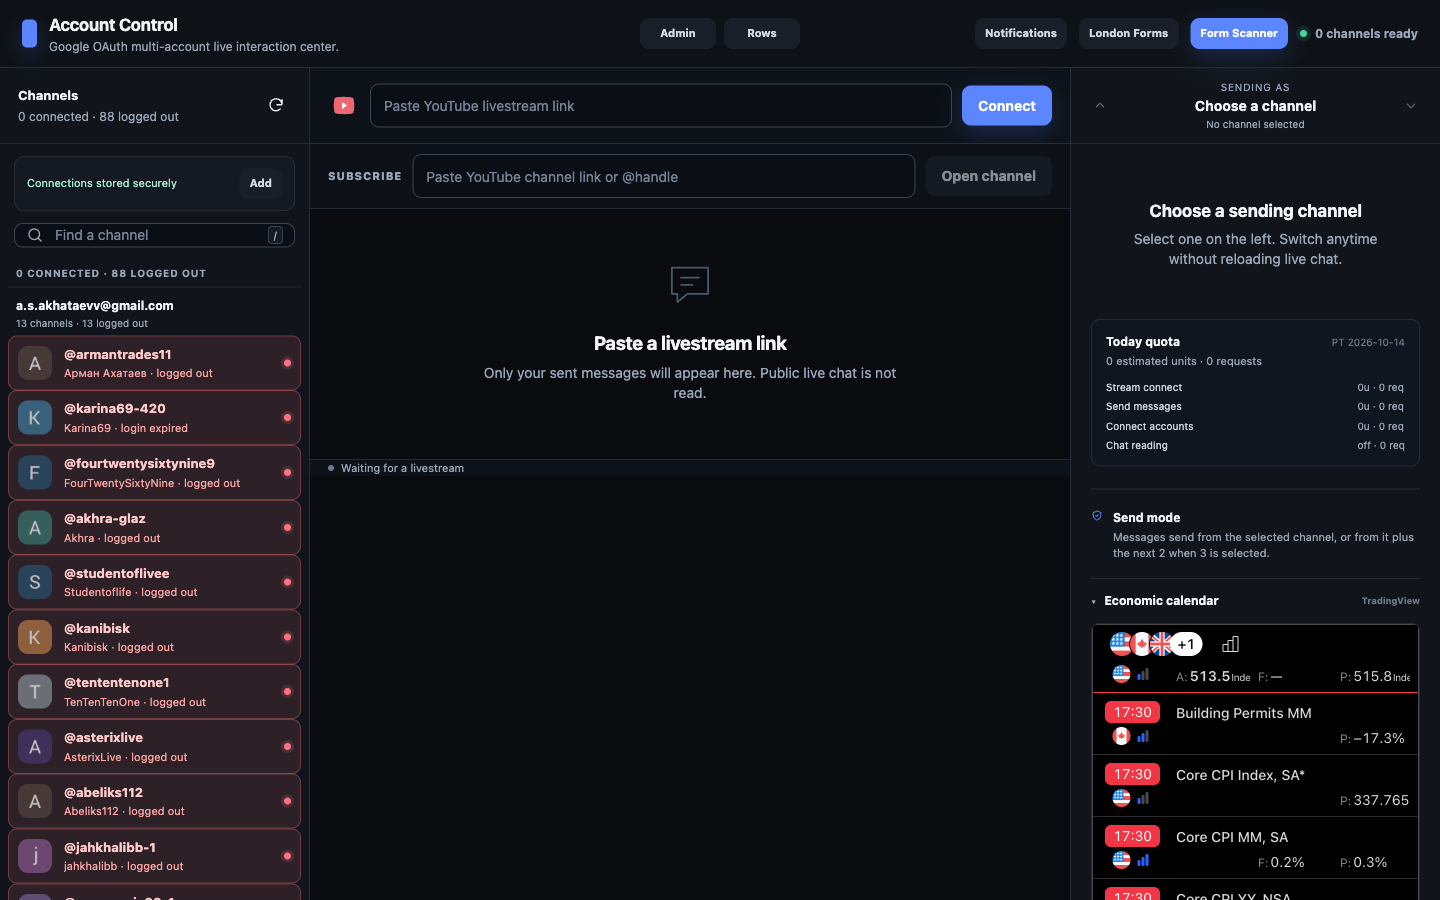 Account Control
Google OAuth multi-account live interaction center.
Admin
Rows
Notifications
London Forms
Form Scanner
0 channels ready
Channels
0 connected · 88 logged out
Connections stored securely
Add
Find a channel
/
0 CONNECTED · 88 LOGGED OUT
a.s.akhataevv@gmail.com
13 channels · 13 logged out
A
@armantrades11
Арман Ахатаев · logged out
K
@karina69-420
Karina69 · login expired
F
@fourtwentysixtynine9
FourTwentySixtyNine · logged out
A
@akhra-glaz
Akhra · logged out
S
@studentoflivee
Studentoflife · logged out
K
@kanibisk
Kanibisk · logged out
T
@tententenone1
TenTenTenOne · logged out
A
@asterixlive
AsterixLive · logged out
A
@abeliks112
Abeliks112 · logged out
j
@jahkhalibb-1
jahkhalibb · logged out
Paste YouTube livestream link
Connect
SUBSCRIBE
Paste YouTube channel link or @handle
Open channel
Paste a livestream link
Only your sent messages will appear here. Public live chat is not
read.
Waiting for a livestream
SENDING AS
Choose a channel
No channel selected
Choose a sending channel
Select one on the left. Switch anytime
without reloading live chat.
Today quota
PT 2026-10-14
0 estimated units · 0 requests
Stream connect 0u · 0 req
Send messages 0u · 0 req
Connect accounts 0u · 0 req
Chat reading off · 0 req
Send mode
Messages send from the selected channel, or from it plus
the next 2 when 3 is selected.
Economic calendar
TradingView
+1
A: 513.5 Inde F: — P: 515.8 Inde
17:30 Building Permits MM
P: −17.3%
17:30 Core CPI Index, SA*
P: 337.765
17:30 Core CPI MM, SA
F: 0.2% P: 0.3%
17:30 Core CPI YY, NSA